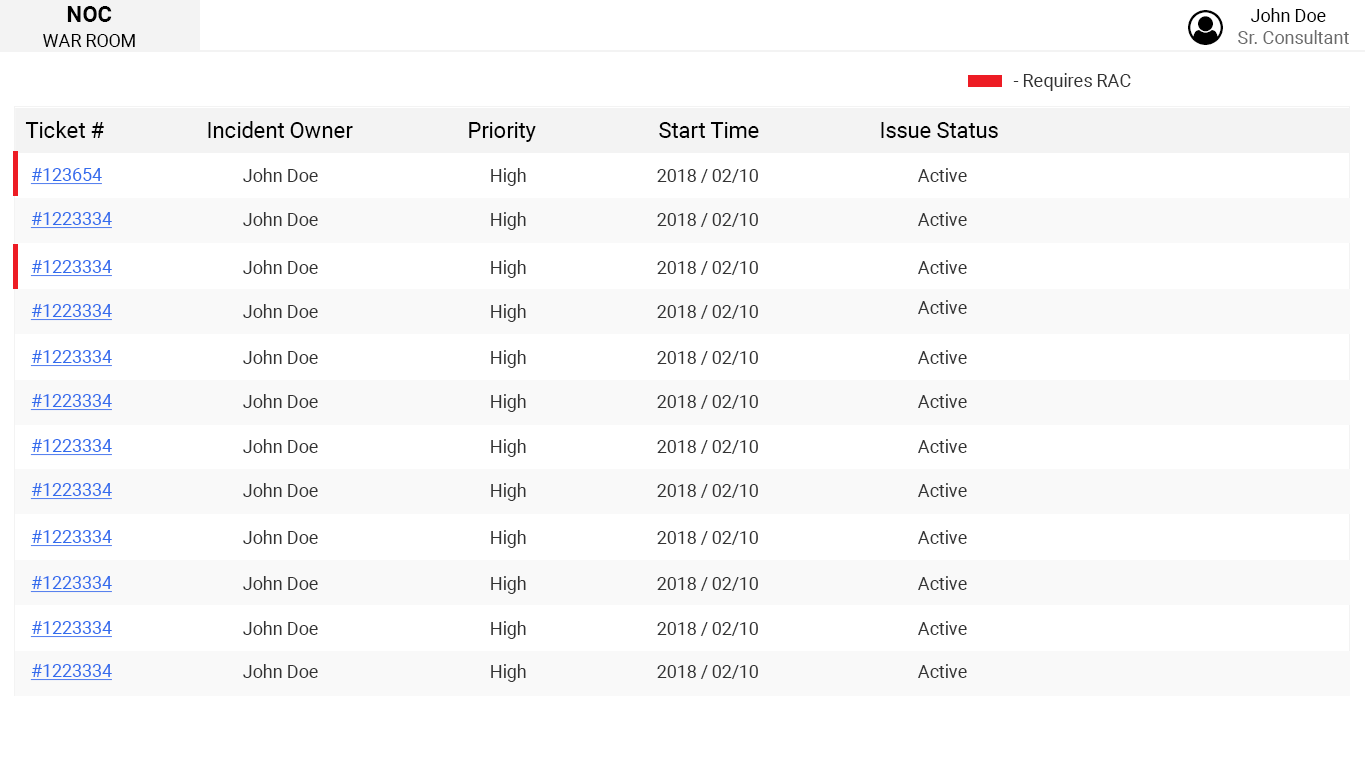 NOC
WAR ROOM
John Doe
Sr. Consultant
- Requires RAC
Ticket # Incident Owner Priority Start Time Issue Status
#123654 John Doe High 2018 / 02/10 Active
#1223334 John Doe High 2018 / 02/10 Active
#1223334 John Doe High 2018 / 02/10 Active
#1223334 John Doe High 2018 / 02/10 Active
#1223334 John Doe High 2018 / 02/10 Active
#1223334 John Doe High 2018 / 02/10 Active
#1223334 John Doe High 2018 / 02/10 Active
#1223334 John Doe High 2018 / 02/10 Active
#1223334 John Doe High 2018 / 02/10 Active
#1223334 John Doe High 2018 / 02/10 Active
#1223334 John Doe High 2018 / 02/10 Active
#1223334 John Doe High 2018 / 02/10 Active